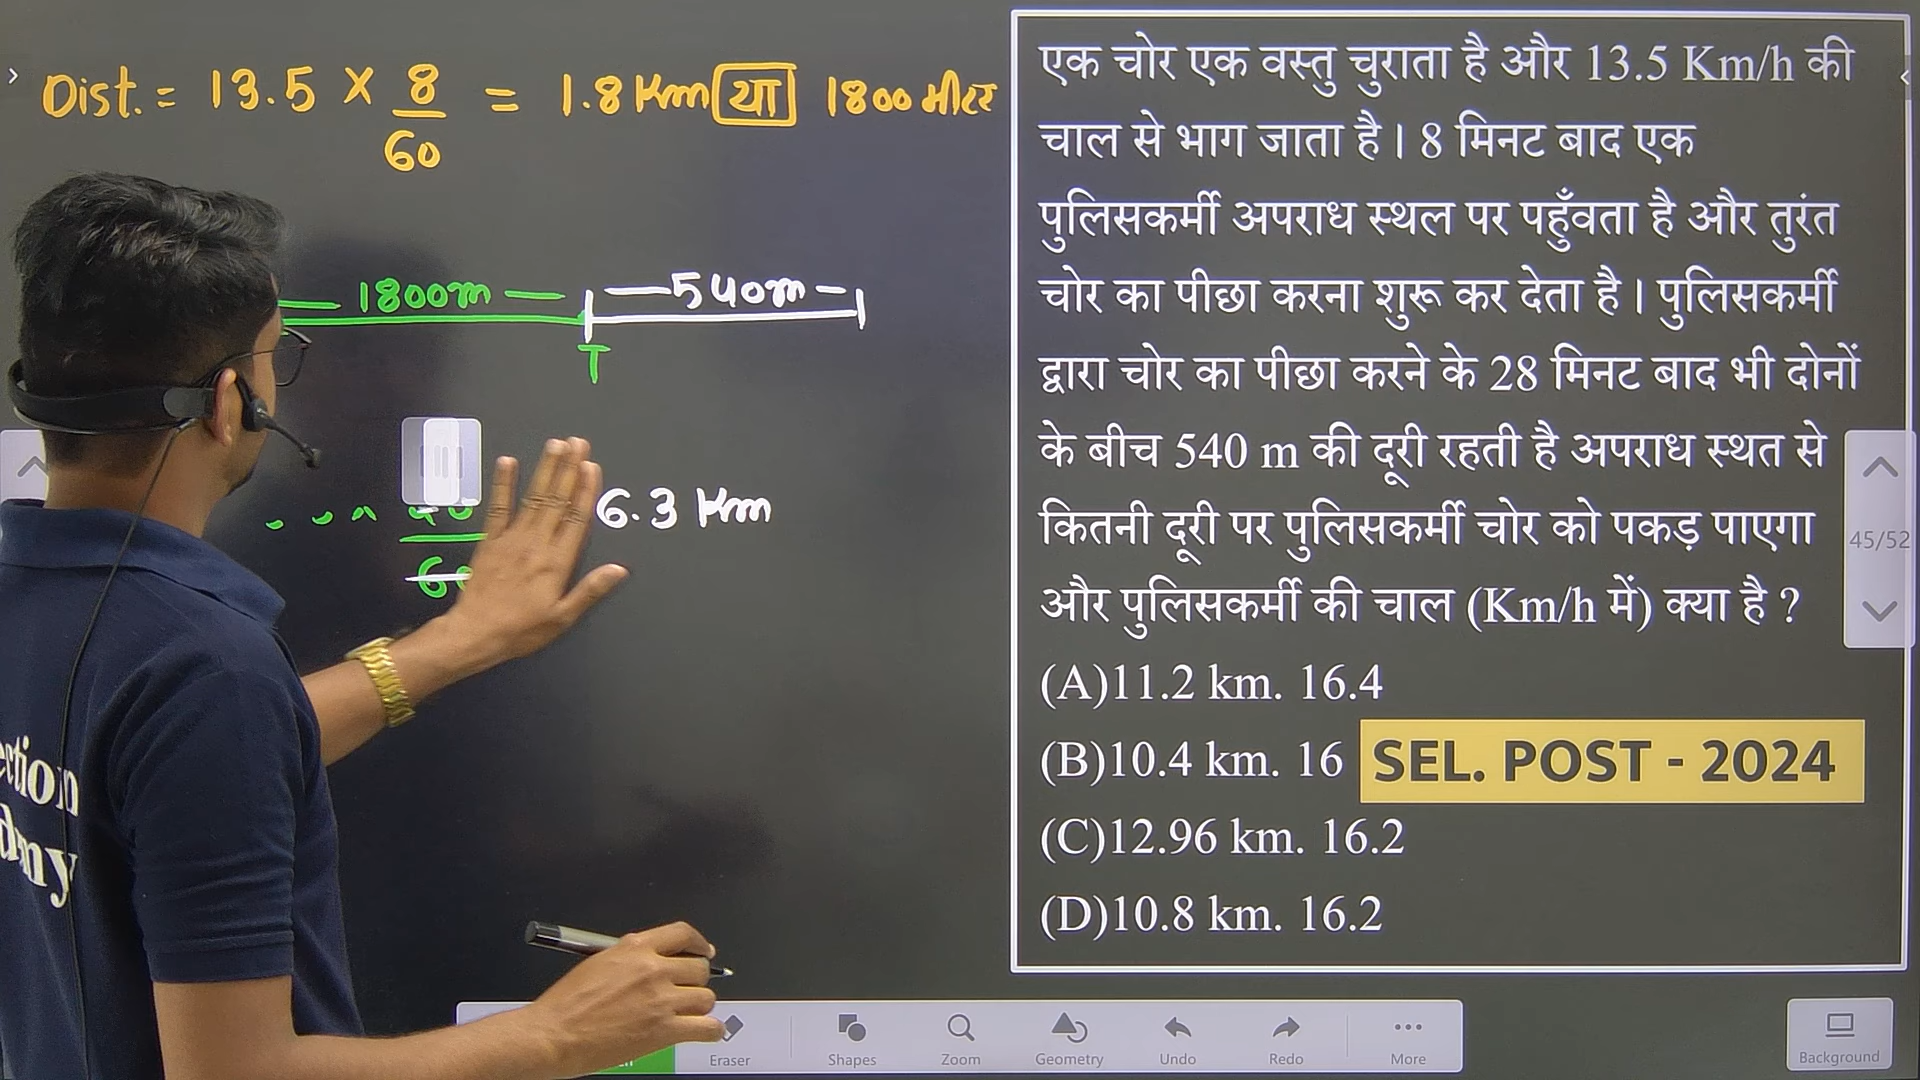 Dist. = 13.5 × 8/60 = 1.8 Km या 1800 मीटर
1800m 540m
T
6.3 Km
एक चोर एक वस्तु चुराता है और 13.5 Km/h की
चाल से भाग जाता है। 8 मिनट बाद एक
पुलिसकर्मी अपराध स्थल पर पहुँवता है और तुरंत
चोर का पीछा करना शुरू कर देता है। पुलिसकर्मी
द्वारा चोर का पीछा करने के 28 मिनट बाद भी दोनों
के बीच 540 m की दूरी रहती है अपराध स्थत से
कितनी दूरी पर पुलिसकर्मी चोर को पकड़ पाएगा
और पुलिसकर्मी की चाल (Km/h में) क्या है ?
(A)11.2 km. 16.4
(B)10.4 km. 16
SEL. POST - 2024
(C)12.96 km. 16.2
(D)10.8 km. 16.2
45/52
Eraser Shapes Zoom Geometry Undo Redo More
Background